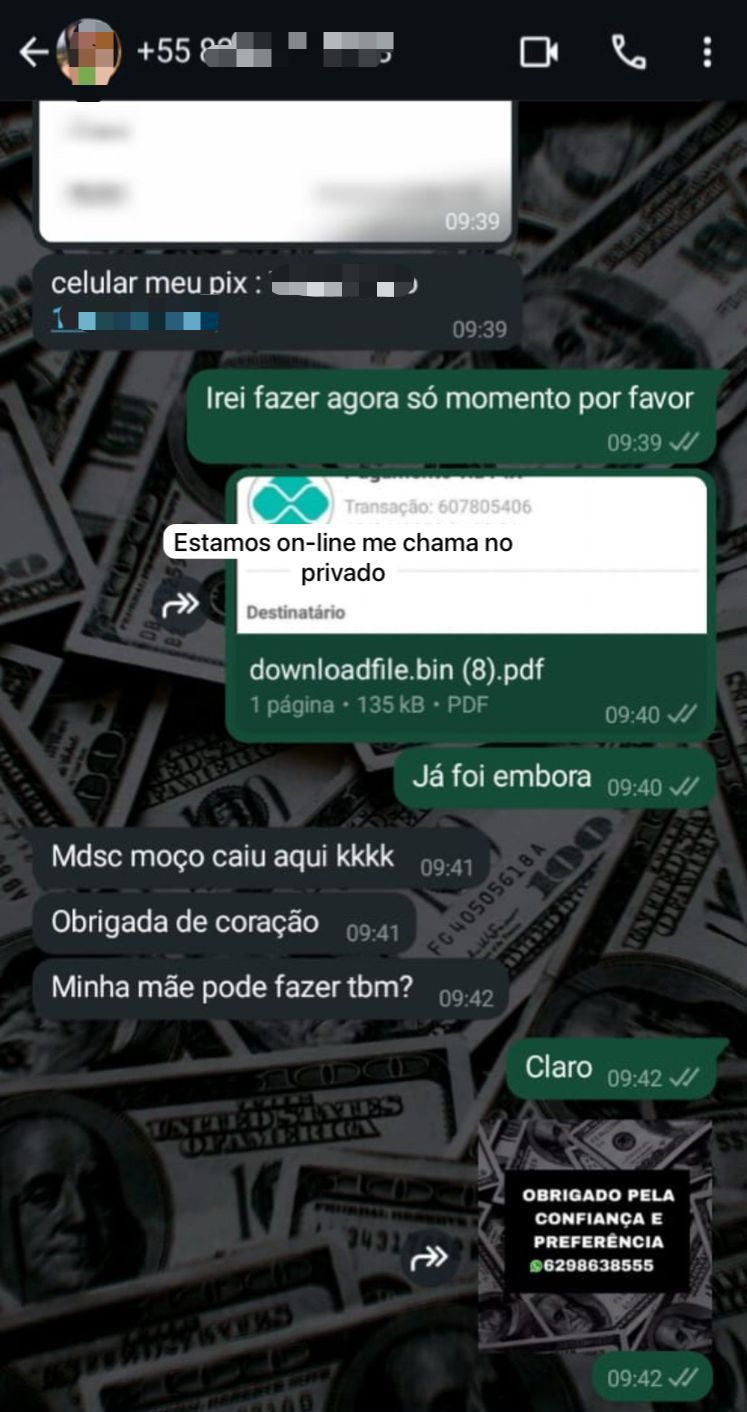 +55
09:39
celular meu pix :
09:39
Irei fazer agora só momento por favor
09:39
Transação: 607805406
Estamos on-line me chama no
privado
Destinatário
downloadfile.bin (8).pdf
1 página • 135 kB • PDF
09:40
Já foi embora 09:40
Mdsc moço caiu aqui kkkk 09:41
Obrigada de coração 09:41
Minha mãe pode fazer tbm? 09:42
Claro 09:42
OBRIGADO PELA
CONFIANÇA E
PREFERÊNCIA
6298638555
09:42